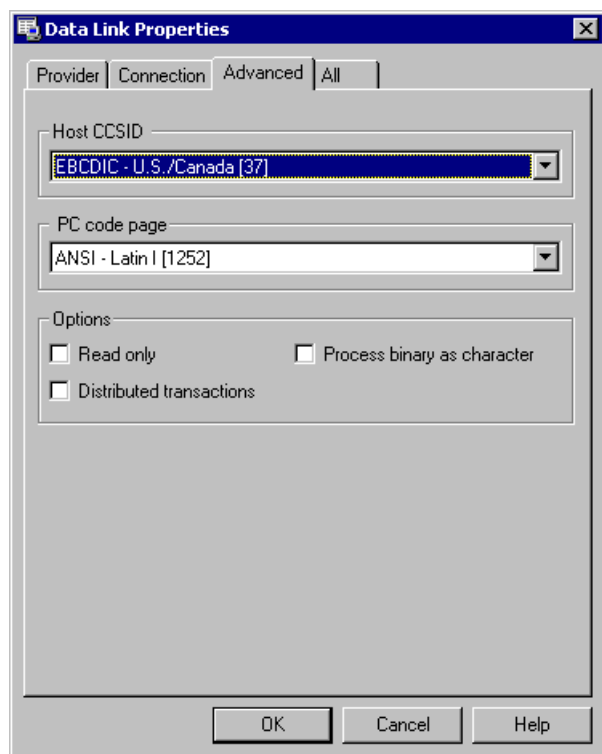 Data Link Properties
Provider Connection Advanced All
Host CCSID
EBCDIC - U.S./Canada [37]
PC code page
ANSI - Latin I [1252]
Options
Read only Process binary as character
Distributed transactions
OK Cancel Help